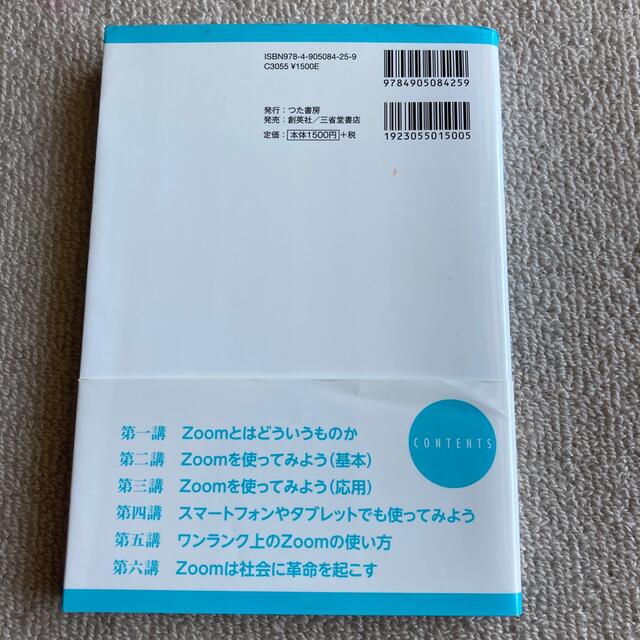 ISBN978-4-905084-25-9
C3055 ¥1500E
9784905084259
発行：つた書房
発売：創英社／三省堂書店
定価：本体1500円+税
1923055015005
CONTENTS
第一講 Zoomとはどういうものか
第二講 Zoomを使ってみよう（基本）
第三講 Zoomを使ってみよう（応用）
第四講 スマートフォンやタブレットでも使ってみよう
第五講 ワンランク上のZoomの使い方
第六講 Zoomは社会に革命を起こす